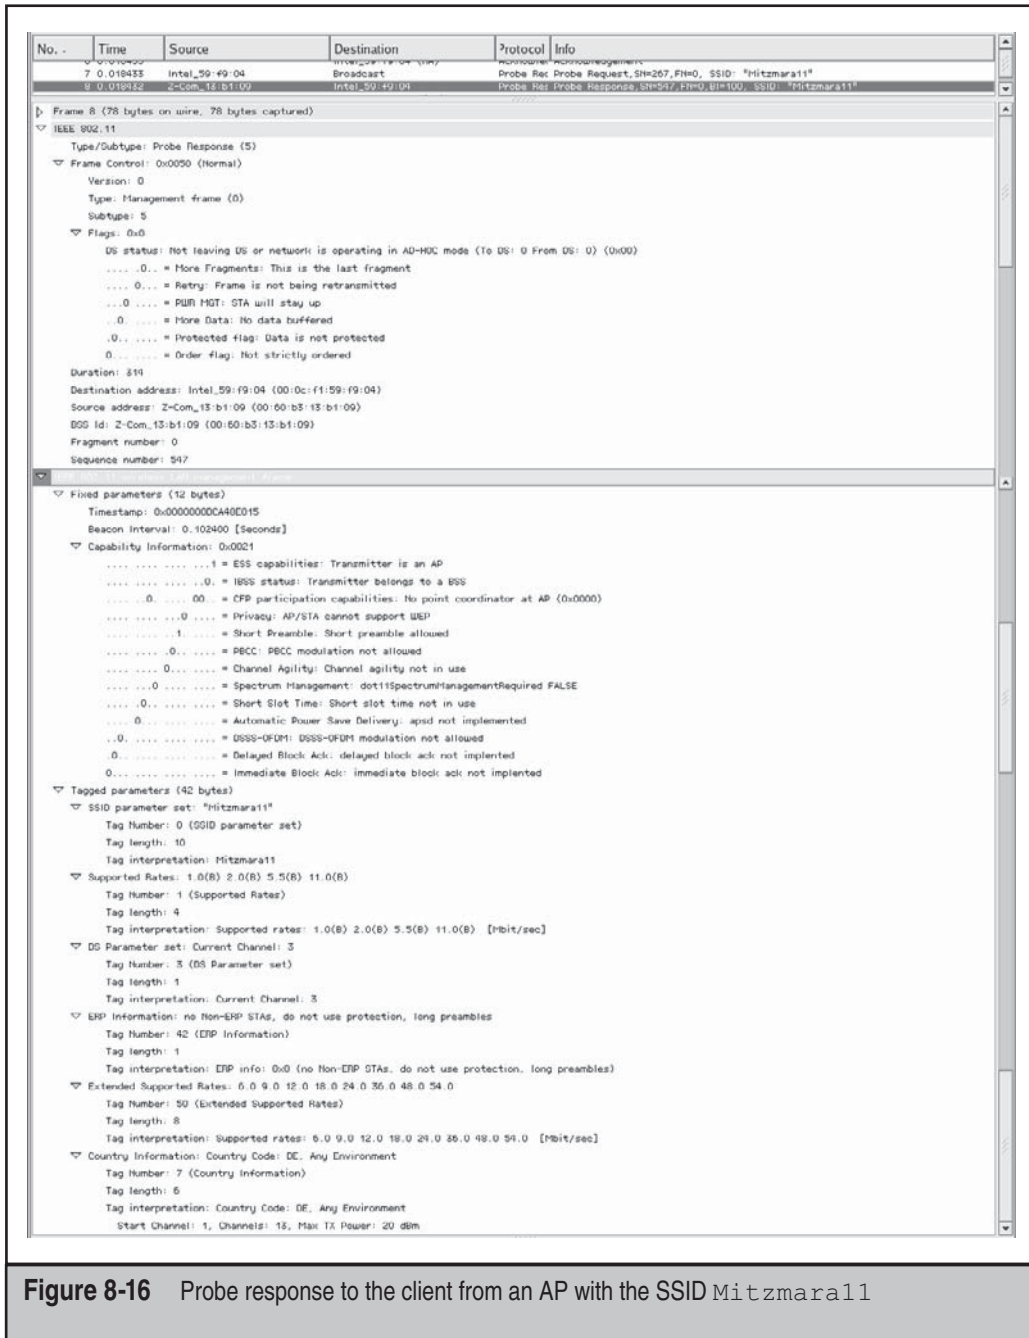 No. . Time Source Destination Protocol Info
7 0.018433 Intel_59:f9:04 Broadcast Probe Rec Probe Request,SN=267,FN=0, SSID: "Mitzmara11"
8 0.018432 Z-Com_13:b1:09 Intel_59:f9:04 Probe Res Probe Response,SN=547,FN=0,BI=100, SSID: "Mitzmara11"
Frame 8 (78 bytes on wire, 78 bytes captured)
IEEE 802.11
Type/Subtype: Probe Response (5)
Frame Control: 0x0050 (Normal)
Version: 0
Type: Management frame (0)
Subtype: 5
Flags: 0x0
DS status: Not leaving DS or network is operating in AD-HOC mode (To DS: 0 From DS: 0) (0x00)
.... .0.. = More Fragments: This is the last fragment
.... 0... = Retry: Frame is not being retransmitted
...0 .... = PWR MGT: STA will stay up
..0. .... = More Data: No data buffered
.0.. .... = Protected flag: Data is not protected
0... .... = Order flag: Not strictly ordered
Duration: 314
Destination address: Intel_59:f9:04 (00:0c:f1:59:f9:04)
Source address: Z-Com_13:b1:09 (00:60:b3:13:b1:09)
BSS Id: Z-Com_13:b1:09 (00:60:b3:13:b1:09)
Fragment number: 0
Sequence number: 547
IEEE 802.11 wireless LAN management frame
Fixed parameters (12 bytes)
Timestamp: 0x0000000DCA40E015
Beacon Interval: 0.102400 [Seconds]
Capability Information: 0x0021
.... .... .... ...1 = ESS capabilities: Transmitter is an AP
.... .... .... ..0. = IBSS status: Transmitter belongs to a BSS
.... ..0. .... 00.. = CFP participation capabilities: No point coordinator at AP (0x0000)
.... .... ...0 .... = Privacy: AP/STA cannot support WEP
.... .... ..1. .... = Short Preamble: Short preamble allowed
.... .... .0.. .... = PBCC: PBCC modulation not allowed
.... .... 0... .... = Channel Agility: Channel agility not in use
.... ...0 .... .... = Spectrum Management: dot11SpectrumManagementRequired FALSE
.... .0.. .... .... = Short Slot Time: Short slot time not in use
.... 0... .... .... = Automatic Power Save Delivery: apsd not implemented
..0. .... .... .... = DSSS-OFDM: DSSS-OFDM modulation not allowed
.0.. .... .... .... = Delayed Block Ack: delayed block ack not implented
0... .... .... .... = Immediate Block Ack: immediate block ack not implented
Tagged parameters (42 bytes)
SSID parameter set: "Mitzmara11"
Tag Number: 0 (SSID parameter set)
Tag length: 10
Tag interpretation: Mitzmara11
Supported Rates: 1.0(B) 2.0(B) 5.5(B) 11.0(B)
Tag Number: 1 (Supported Rates)
Tag length: 4
Tag interpretation: Supported rates: 1.0(B) 2.0(B) 5.5(B) 11.0(B) [Mbit/sec]
DS Parameter set: Current Channel: 3
Tag Number: 3 (DS Parameter set)
Tag length: 1
Tag interpretation: Current Channel: 3
ERP Information: no Non-ERP STAs, do not use protection, long preambles
Tag Number: 42 (ERP Information)
Tag length: 1
Tag interpretation: ERP info: 0x0 (no Non-ERP STAs, do not use protection, long preambles)
Extended Supported Rates: 6.0 9.0 12.0 18.0 24.0 36.0 48.0 54.0
Tag Number: 50 (Extended Supported Rates)
Tag length: 8
Tag interpretation: Supported rates: 6.0 9.0 12.0 18.0 24.0 36.0 48.0 54.0 [Mbit/sec]
Country Information: Country Code: DE, Any Environment
Tag Number: 7 (Country Information)
Tag length: 6
Tag interpretation: Country Code: DE, Any Environment
Start Channel: 1, Channels: 13, Max TX Power: 20 dBm
Figure 8-16 Probe response to the client from an AP with the SSID Mitzmara11